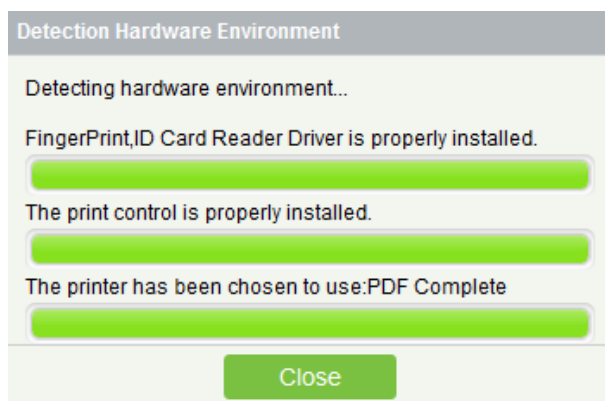 Detection Hardware Environment
Detecting hardware environment...
FingerPrint,ID Card Reader Driver is properly installed.
The print control is properly installed.
The printer has been chosen to use:PDF Complete
Close